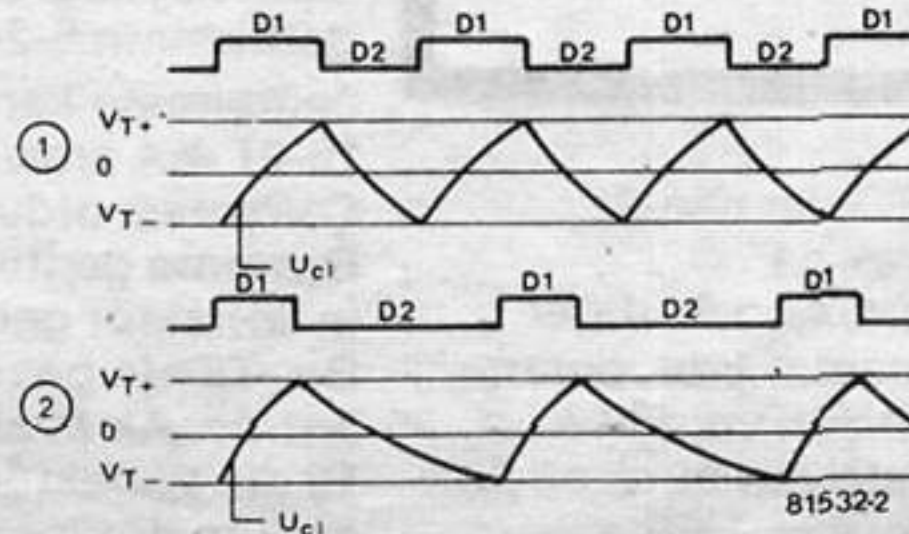 D1 D1 D1 D1
D2 D2 D2
1
VT+
0
VT−
Uc1
D1 D1 D1
D2 D2
2
VT+
0
VT−
81532-2
Uc1